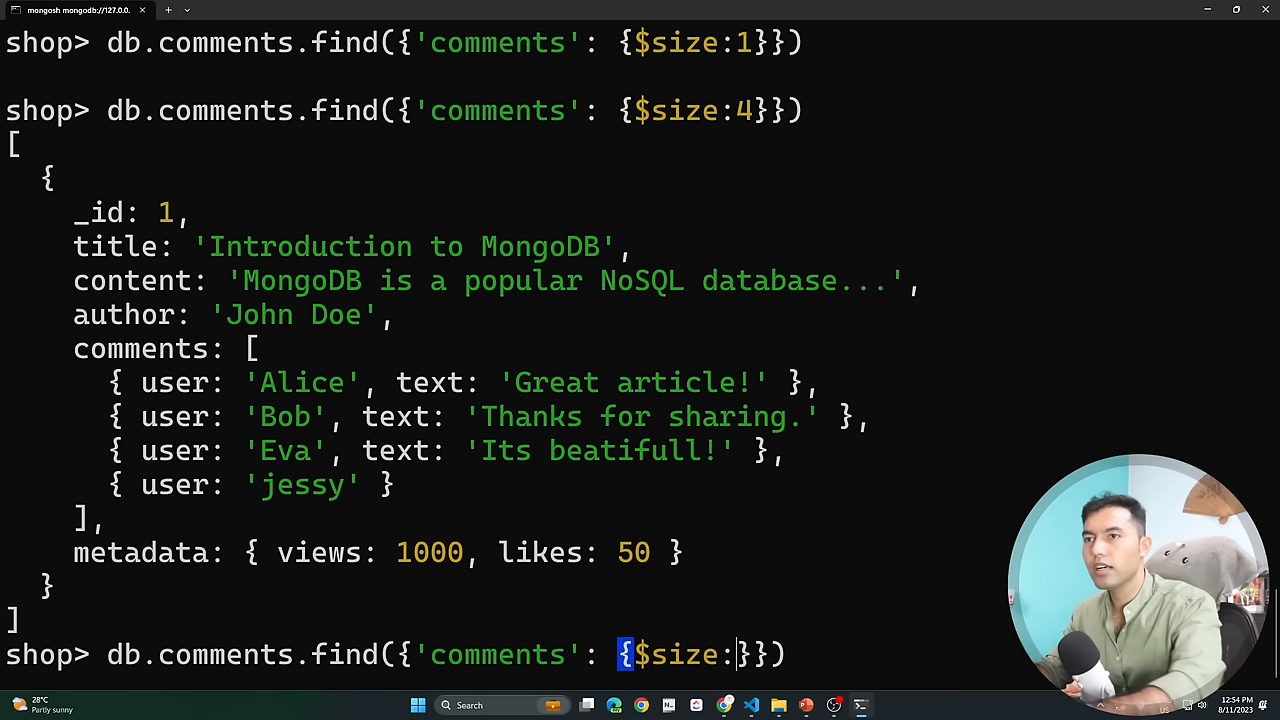 mongosh mongodb://127.0.0.
shop> db.comments.find({'comments': {$size:1}})
shop> db.comments.find({'comments': {$size:4}})
[
{
_id: 1,
title: 'Introduction to MongoDB',
content: 'MongoDB is a popular NoSQL database...',
author: 'John Doe',
comments: [
{ user: 'Alice', text: 'Great article!' },
{ user: 'Bob', text: 'Thanks for sharing.' },
{ user: 'Eva', text: 'Its beatifull!' },
{ user: 'jessy' }
],
metadata: { views: 1000, likes: 50 }
}
]
shop> db.comments.find({'comments': {$size:}})
28°C
Partly sunny
Search
US
12:54 PM
8/11/2023